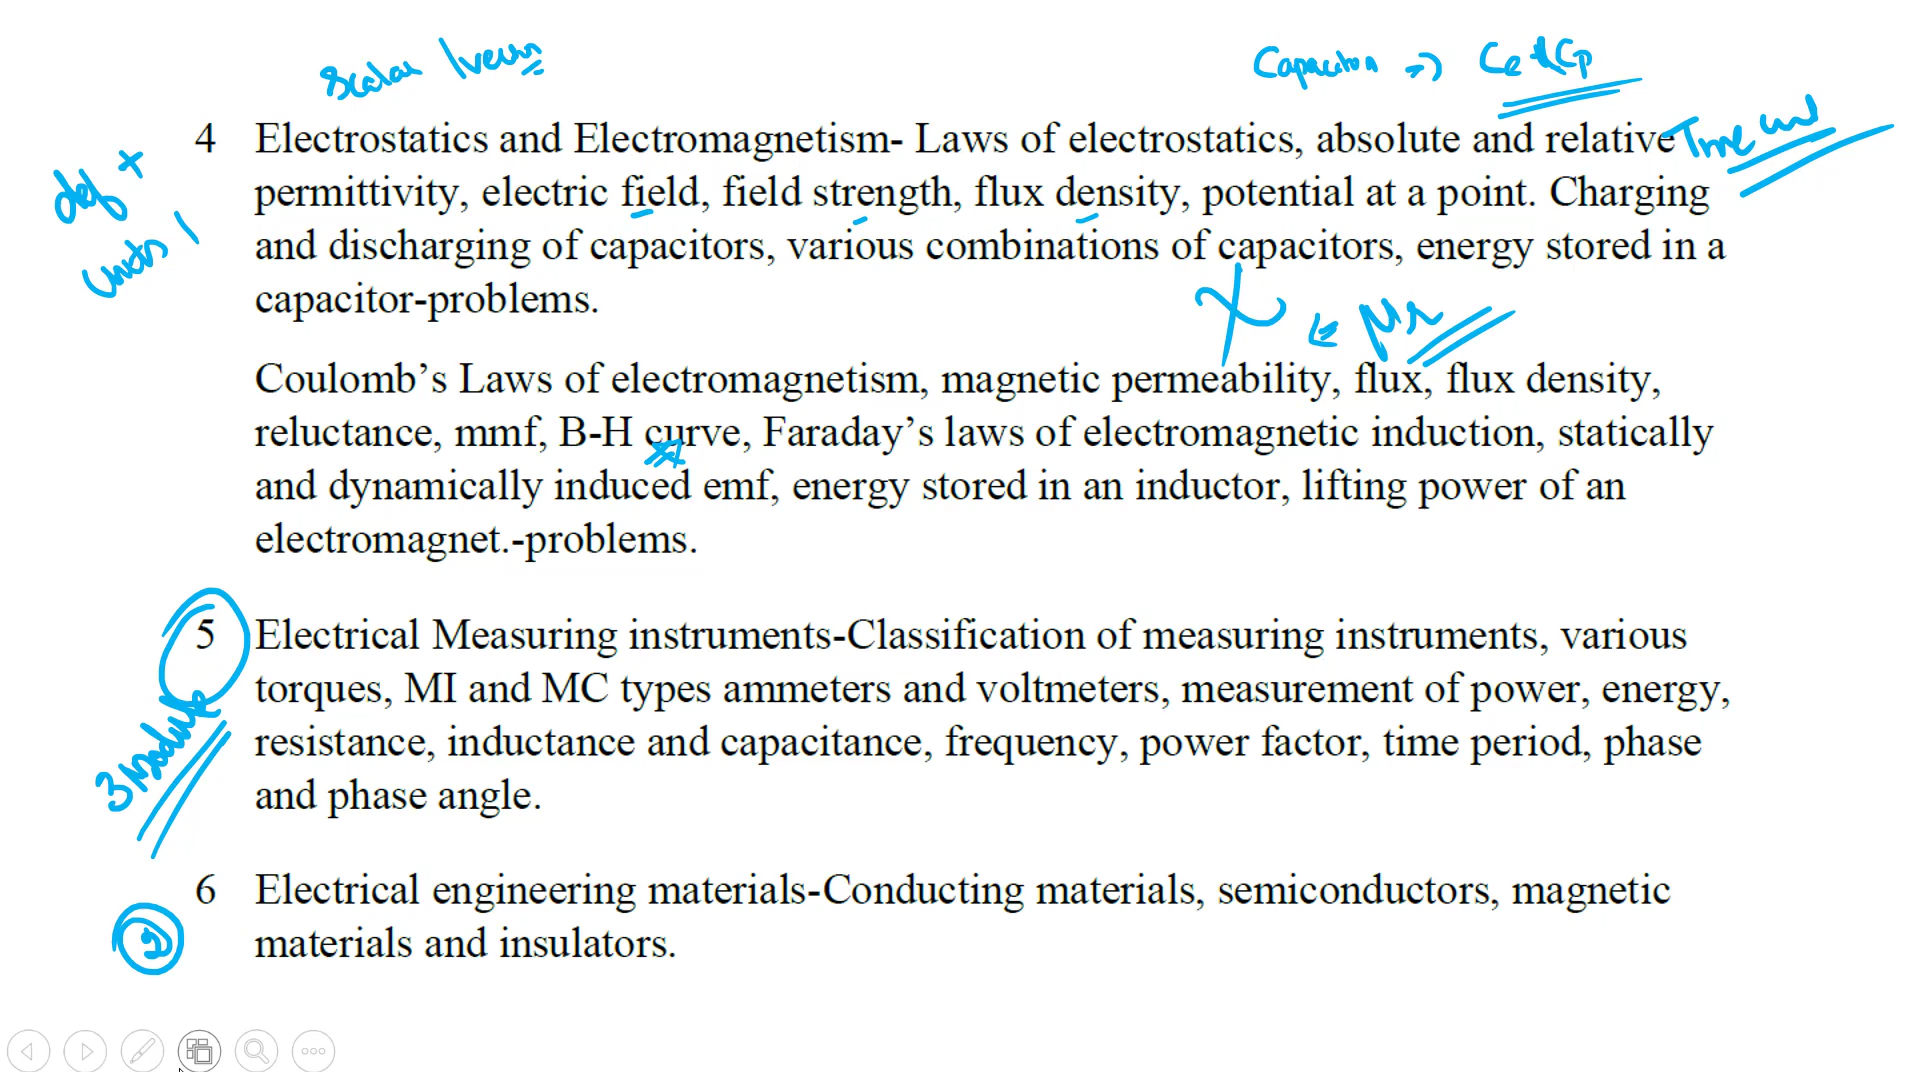 Scalar
Capacitor → Ce & Cp
4 Electrostatics and Electromagnetism- Laws of electrostatics, absolute and relative
Time
def +
permittivity, electric field, field strength, flux density, potential at a point. Charging
units
and discharging of capacitors, various combinations of capacitors, energy stored in a
capacitor-problems.
μr
Coulomb’s Laws of electromagnetism, magnetic permeability, flux, flux density,
reluctance, mmf, B-H curve, Faraday’s laws of electromagnetic induction, statically
and dynamically induced emf, energy stored in an inductor, lifting power of an
electromagnet.-problems.
5 Electrical Measuring instruments-Classification of measuring instruments, various
torques, MI and MC types ammeters and voltmeters, measurement of power, energy,
3 Module
resistance, inductance and capacitance, frequency, power factor, time period, phase
and phase angle.
6 Electrical engineering materials-Conducting materials, semiconductors, magnetic
materials and insulators.